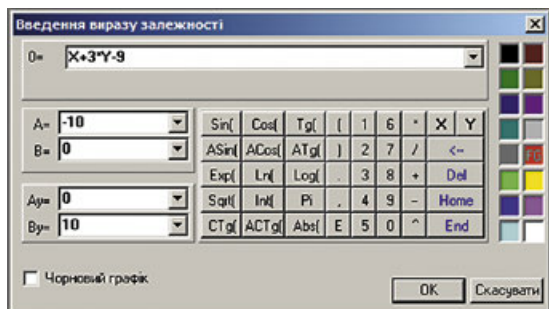 Введення виразу залежності
0= X+3*Y-9
A= -10
B= 0
Ay= 0
By= 10
Sin( Cos( Tg( ( 1 6 * X Y
ASin( ACos( ATg( ) 2 7 / <--
Exp( Ln( Log( . 3 8 + Del
Sqrt( Int( Pi , 4 9 - Home
CTg( ACTg( Abs( E 5 0 ^ End
FG
Чорновий графік
OK Скасувати